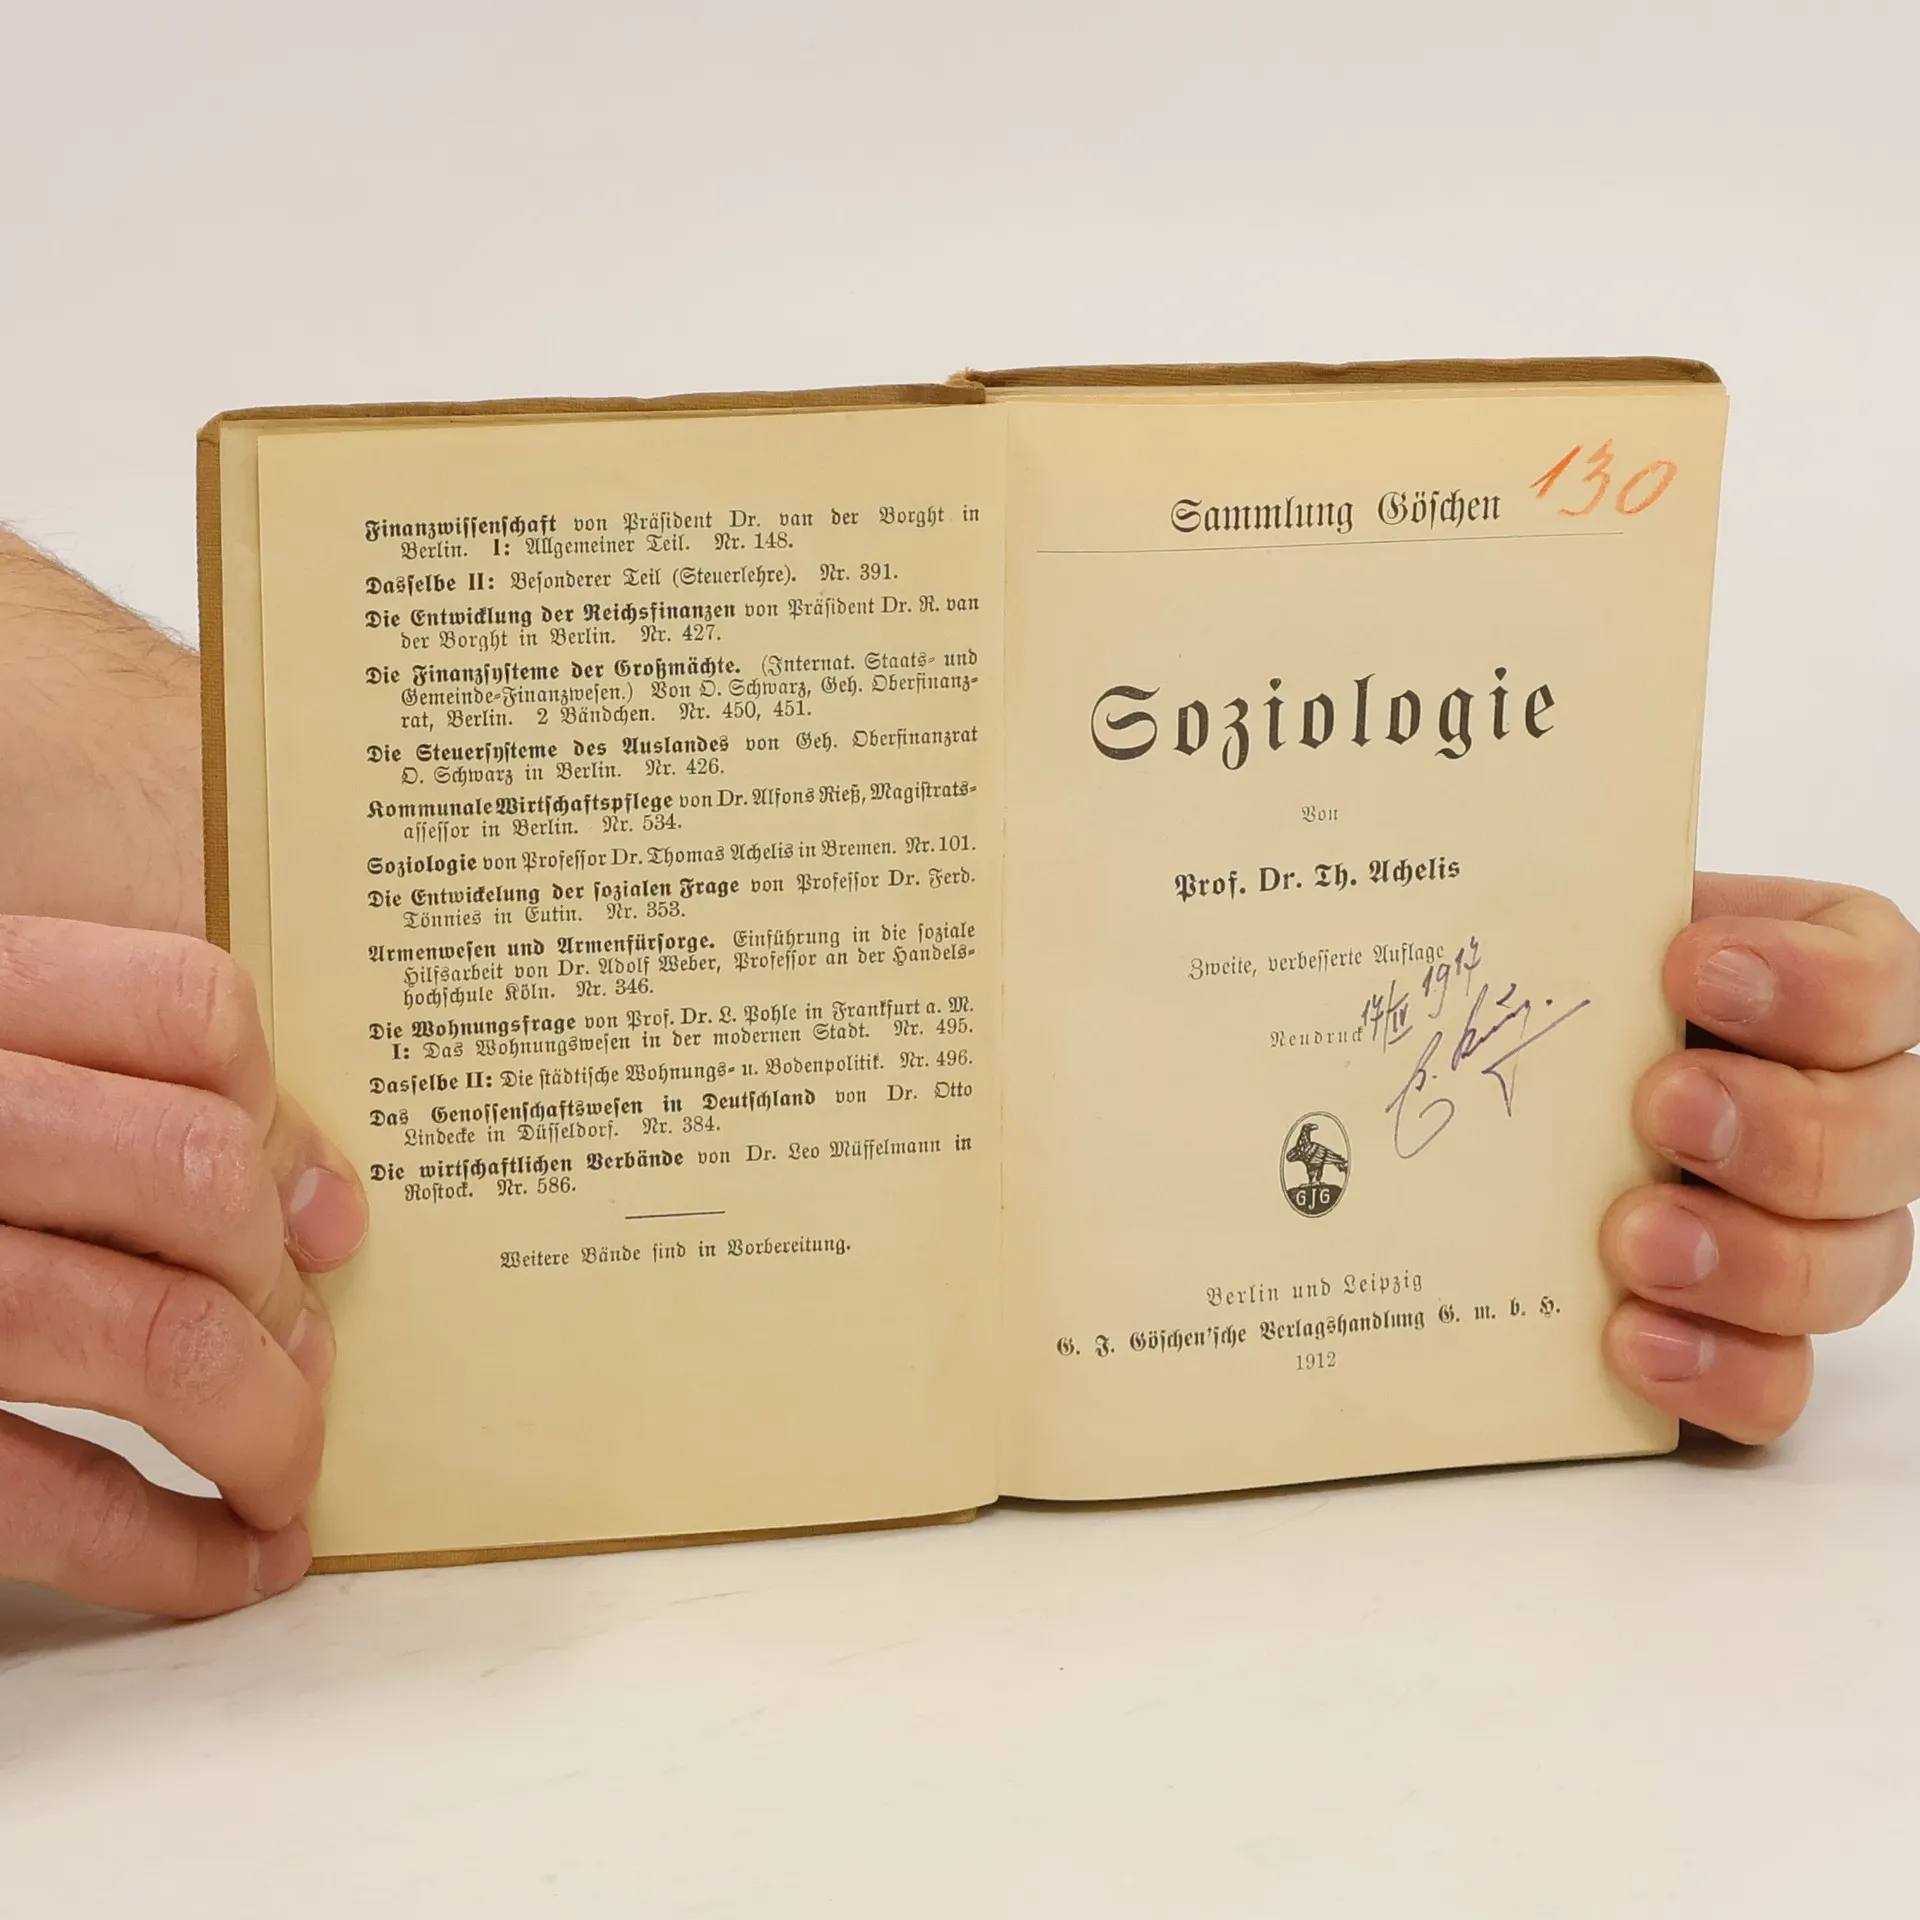 Finanzwissenschaft von Präsident Dr. van der Borght in
Berlin. I: Allgemeiner Teil. Nr. 148.
Dasselbe II: Besonderer Teil (Steuerlehre). Nr. 391.
Die Entwicklung der Reichsfinanzen von Präsident Dr. R. van
der Borght in Berlin. Nr. 427.
Die Finanzsysteme der Großmächte. (Internat. Staats- und
Gemeinde-Finanzwesen.) Von O. Schwarz, Geh. Oberfinanz-
rat, Berlin. 2 Bändchen. Nr. 450, 451.
Die Steuersysteme des Auslandes von Geh. Oberfinanzrat
O. Schwarz in Berlin. Nr. 426.
Kommunale Wirtschaftspflege von Dr. Alfons Rieß, Magistrats-
assessor in Berlin. Nr. 534.
Soziologie von Professor Dr. Thomas Achelis in Bremen. Nr. 101.
Die Entwickelung der sozialen Frage von Professor Dr. Ferd.
Tönnies in Eutin. Nr. 353.
Armenwesen und Armenfürsorge. Einführung in die soziale
Hilfsarbeit von Dr. Adolf Weber, Professor an der Handels-
hochschule Köln. Nr. 346.
Die Wohnungsfrage von Prof. Dr. L. Pohle in Frankfurt a. M.
I: Das Wohnungswesen in der modernen Stadt. Nr. 495.
Dasselbe II: Die städtische Wohnungs- u. Bodenpolitik. Nr. 496.
Das Genossenschaftswesen in Deutschland von Dr. Otto
Lindecke in Düsseldorf. Nr. 384.
Die wirtschaftlichen Verbände von Dr. Leo Müffelmann in
Rostock. Nr. 586.
Weitere Bände sind in Vorbereitung.
130
Sammlung Göschen
Soziologie
Von
Prof. Dr. Th. Achelis
Zweite, verbesserte Auflage
Neudruck 17/IV 1917
GJG
Berlin und Leipzig
G. J. Göschen'sche Verlagshandlung G. m. b. H.
1912